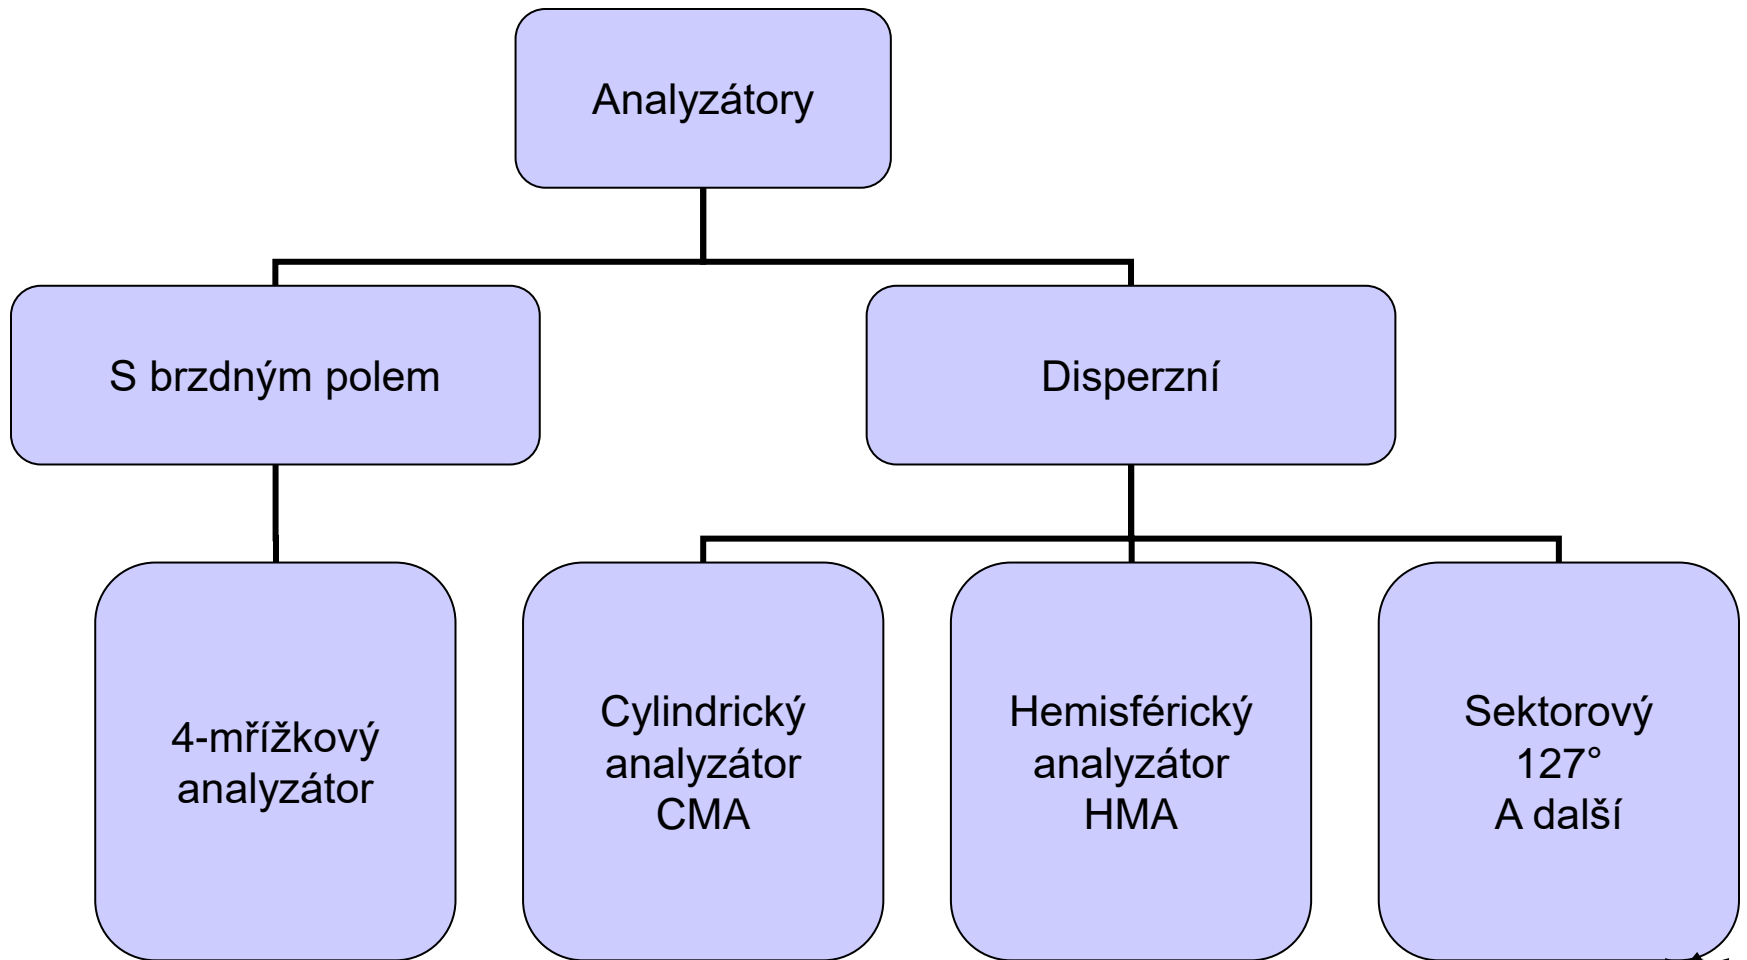 Analyzátory
S brzdným polem
Disperzní
4-mřížkový
analyzátor
Cylindrický
analyzátor
CMA
Hemisférický
analyzátor
HMA
Sektorový
127°
A další